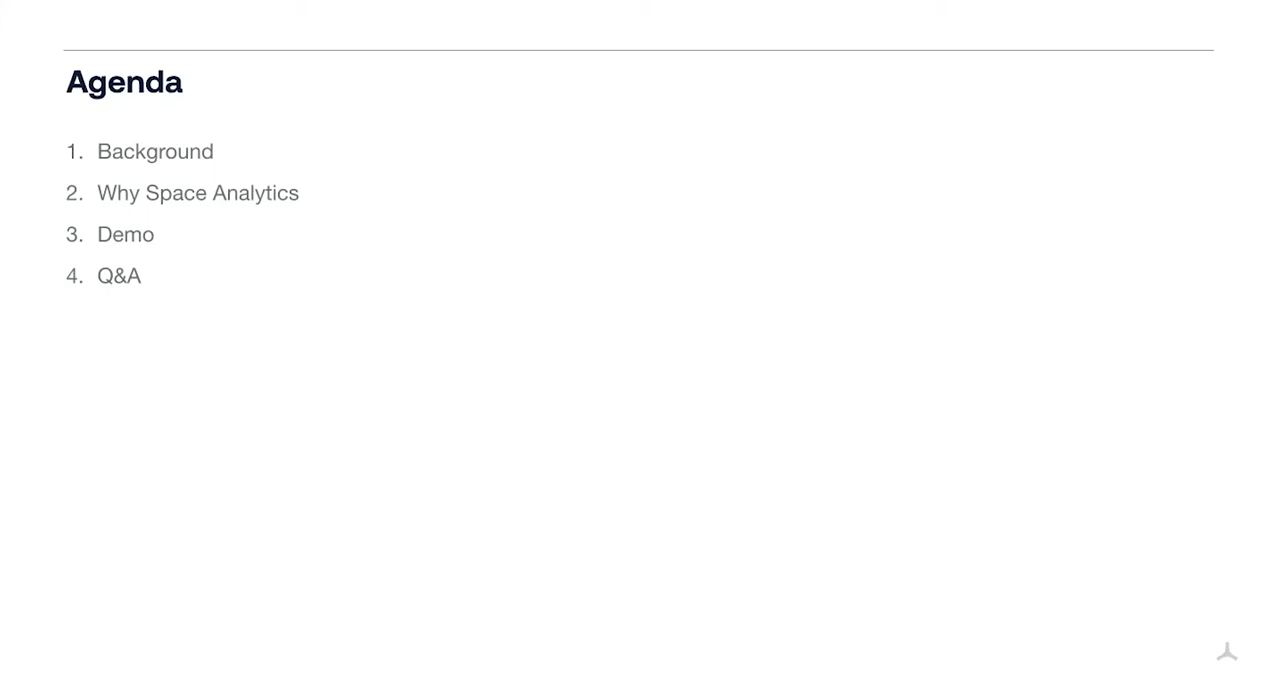 Agenda
1. Background
2. Why Space Analytics
3. Demo
4. Q&A